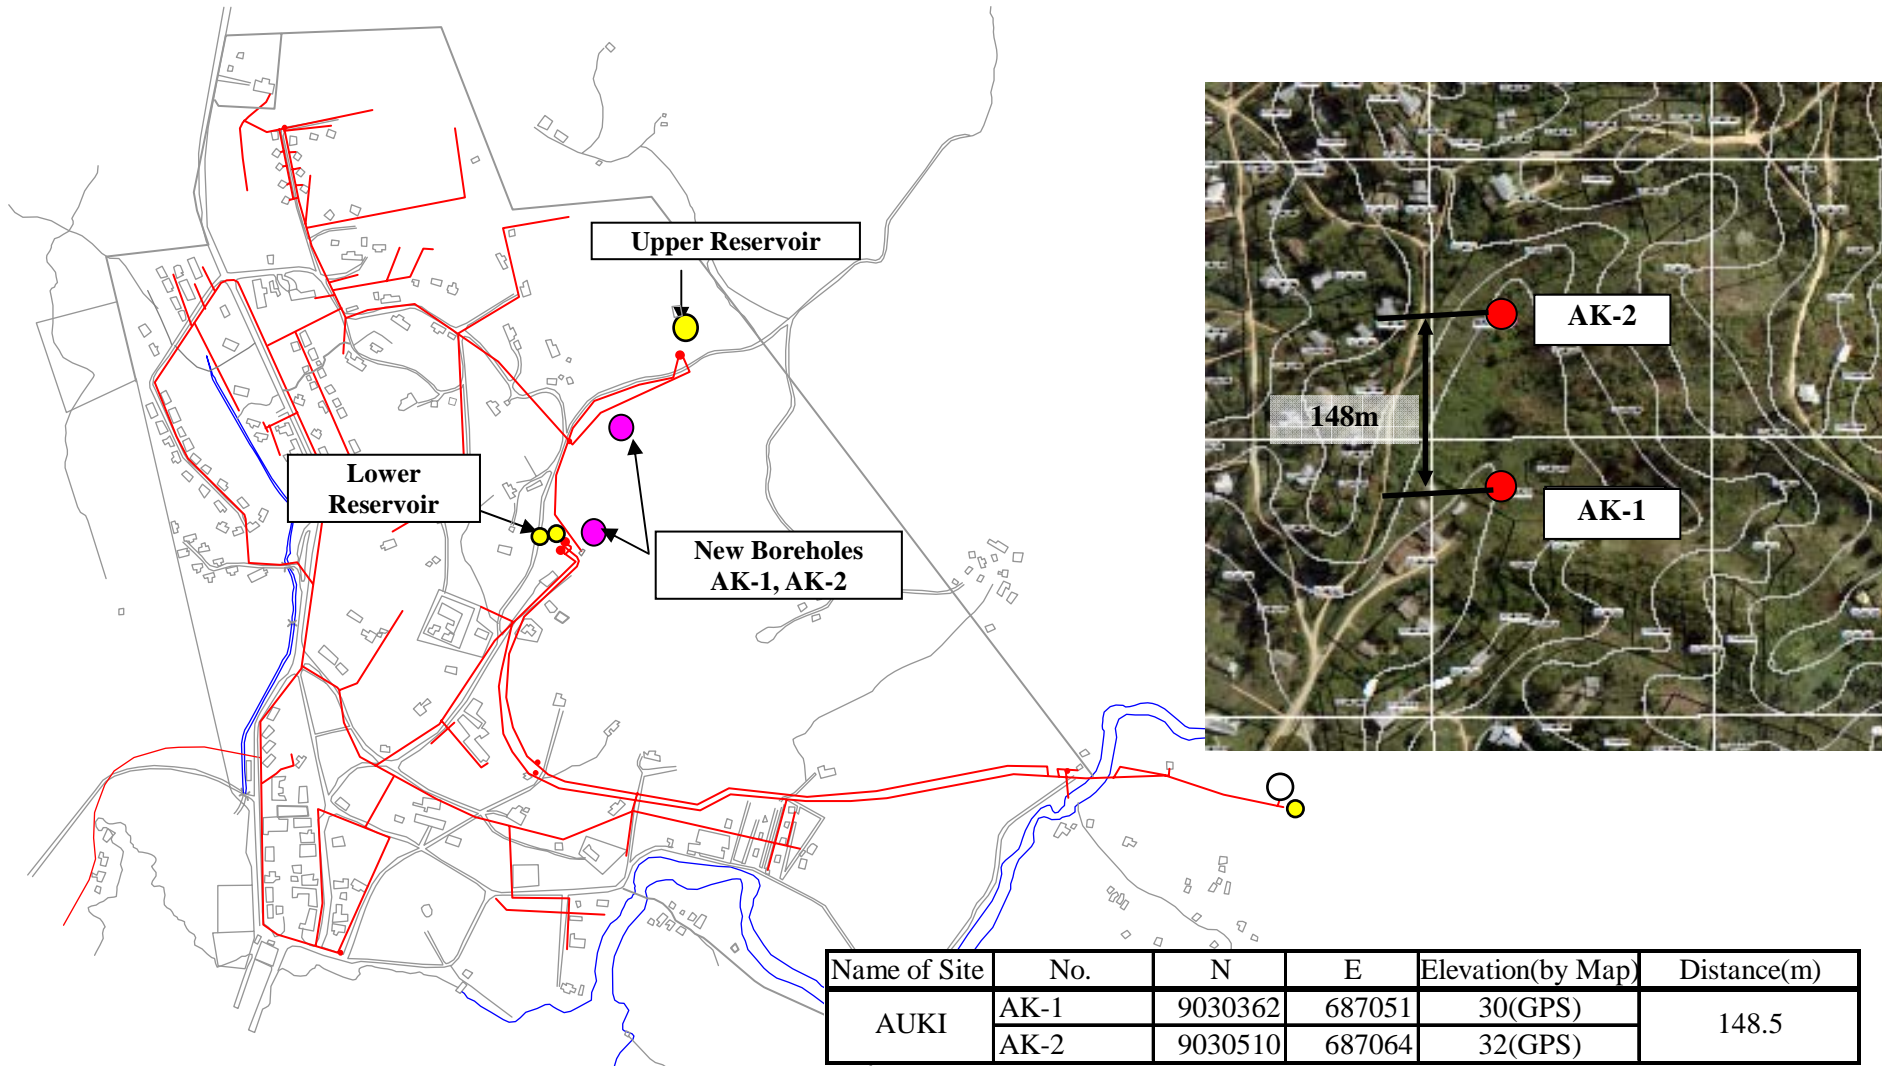 Upper Reservoir
Lower
Reservoir
New Boreholes
AK-1, AK-2
AK-2
148m
AK-1
Name of Site No. N E Elevation(by Map) Distance(m)
AUKI AK-1 9030362 687051 30(GPS) 148.5
AK-2 9030510 687064 32(GPS)